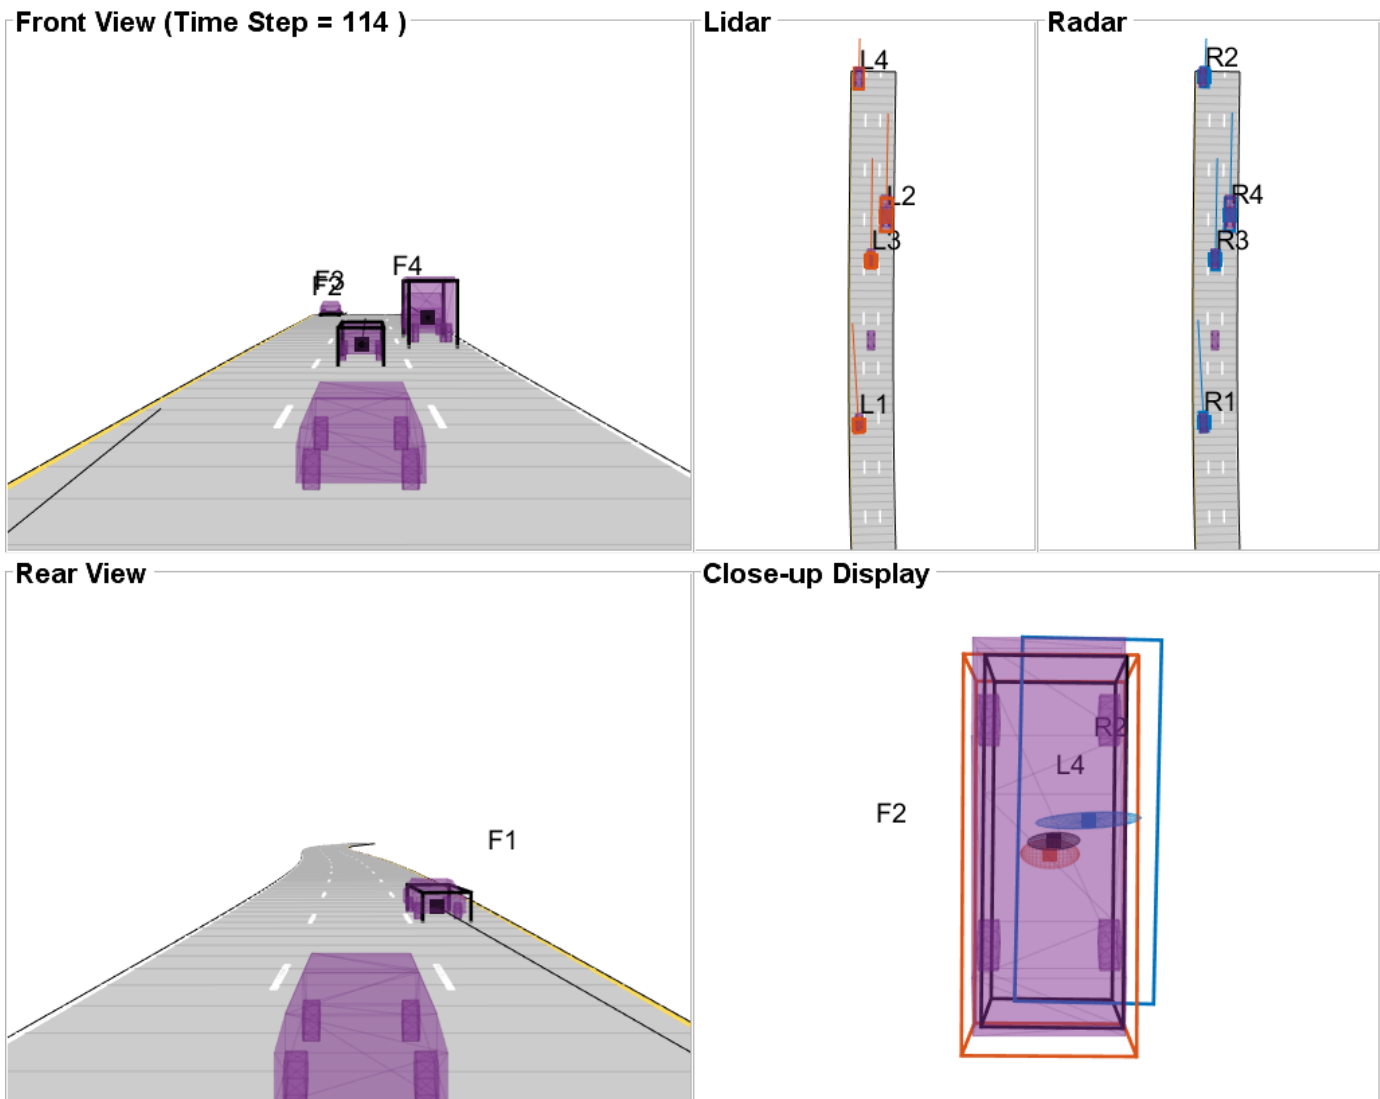 Front View (Time Step = 114 )
F2
F4
Lidar
L4
L2
L3
L1
Radar
R2
R4
R3
R1
Rear View
F1
Close-up Display
R2
L4
F2